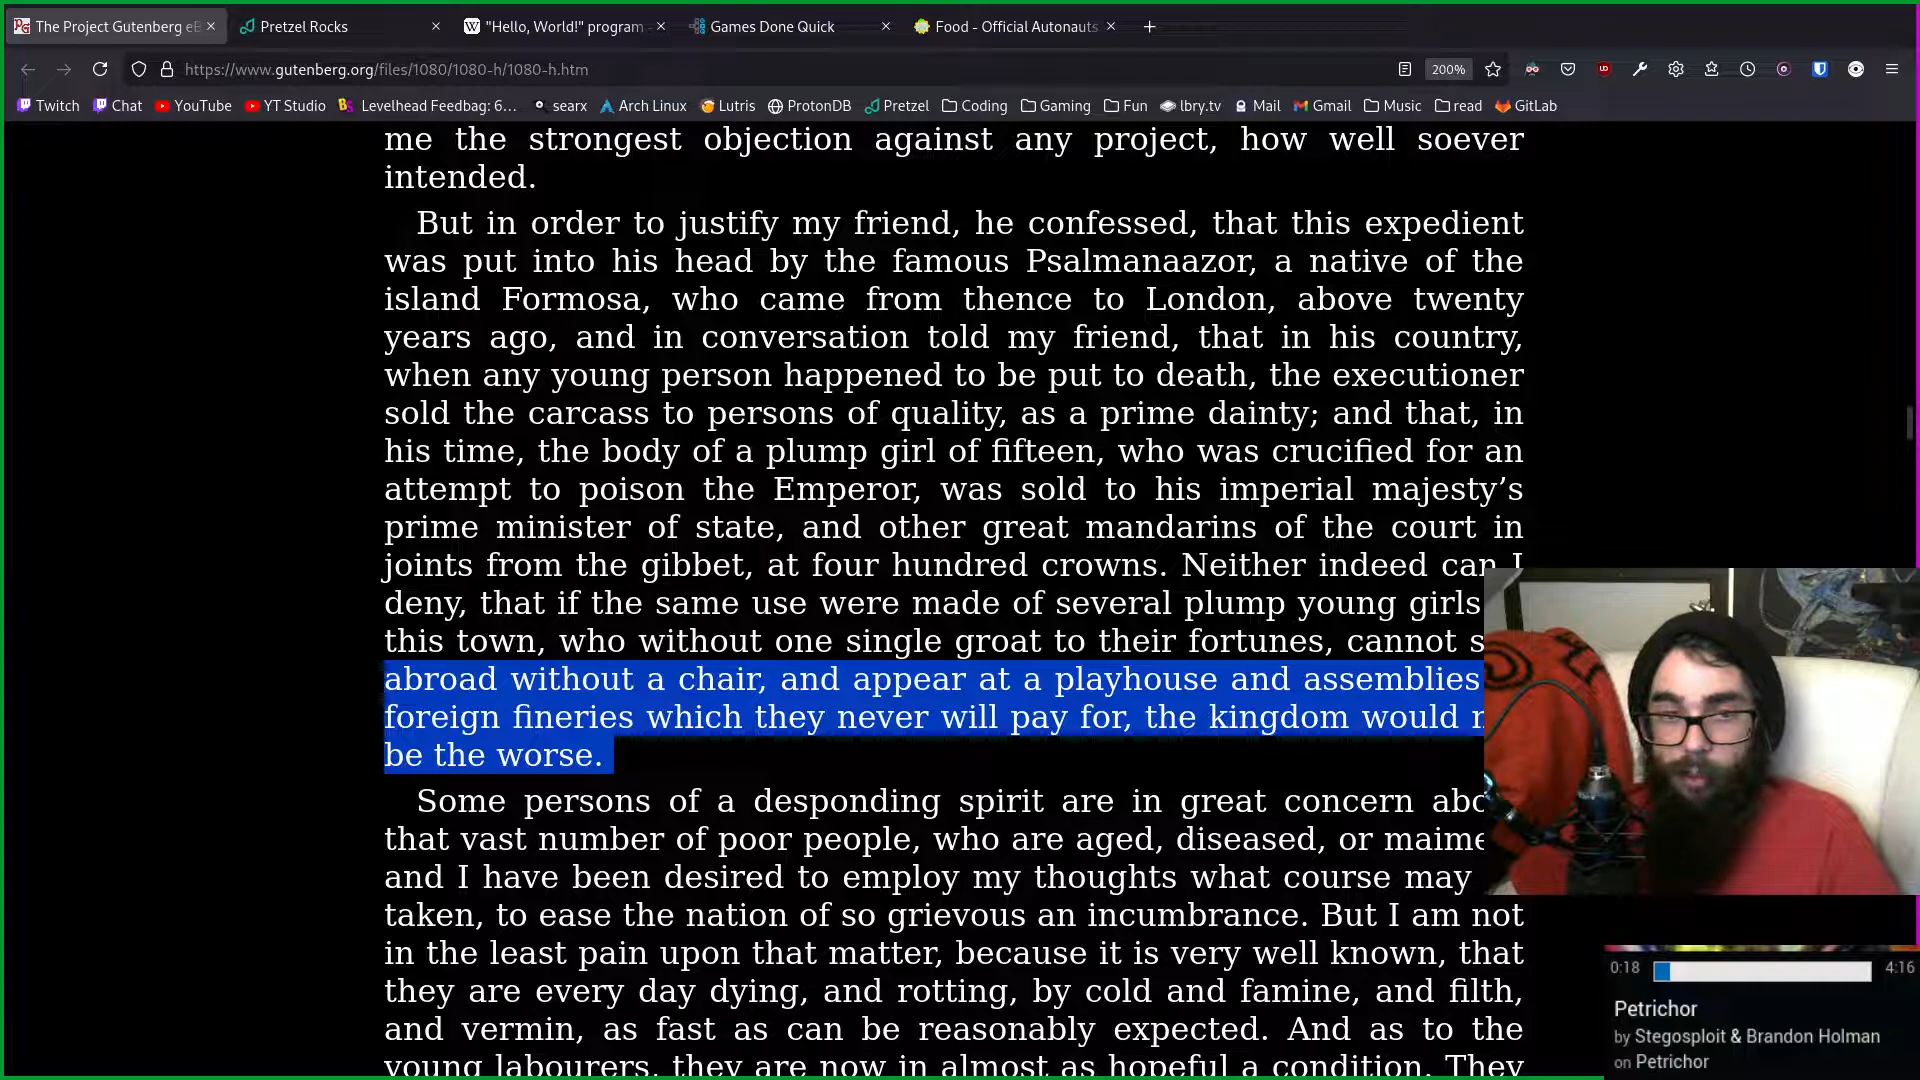 The Project Gutenberg eB
Pretzel Rocks
"Hello, World!" program -
Games Done Quick
Food - Official Autonauts
https://www.gutenberg.org/files/1080/1080-h/1080-h.htm
200%
Twitch
Chat
YouTube
YT Studio
Levelhead Feedbag: 6…
searx
Arch Linux
Lutris
ProtonDB
Pretzel
Coding
Gaming
Fun
lbry.tv
Mail
Gmail
Music
read
GitLab
me the strongest objection against any project, how well soever
intended.
But in order to justify my friend, he confessed, that this expedient
was put into his head by the famous Psalmanaazor, a native of the
island Formosa, who came from thence to London, above twenty
years ago, and in conversation told my friend, that in his country,
when any young person happened to be put to death, the executioner
sold the carcass to persons of quality, as a prime dainty; and that, in
his time, the body of a plump girl of fifteen, who was crucified for an
attempt to poison the Emperor, was sold to his imperial majesty’s
prime minister of state, and other great mandarins of the court in
joints from the gibbet, at four hundred crowns. Neither indeed can I
deny, that if the same use were made of several plump young girls
this town, who without one single groat to their fortunes, cannot
abroad without a chair, and appear at a playhouse and assemblies
foreign fineries which they never will pay for, the kingdom would
be the worse.
Some persons of a desponding spirit are in great concern
that vast number of poor people, who are aged, diseased, or
and I have been desired to employ my thoughts what course may
taken, to ease the nation of so grievous an incumbrance. But I am not
in the least pain upon that matter, because it is very well known, that
they are every day dying, and rotting, by cold and famine, and filth,
and vermin, as fast as can be reasonably expected. And as to the
young labourers, they are now in almost as hopeful a condition. They
0:18
4:16
Petrichor
by Stegosploit & Brandon Holman
on Petrichor